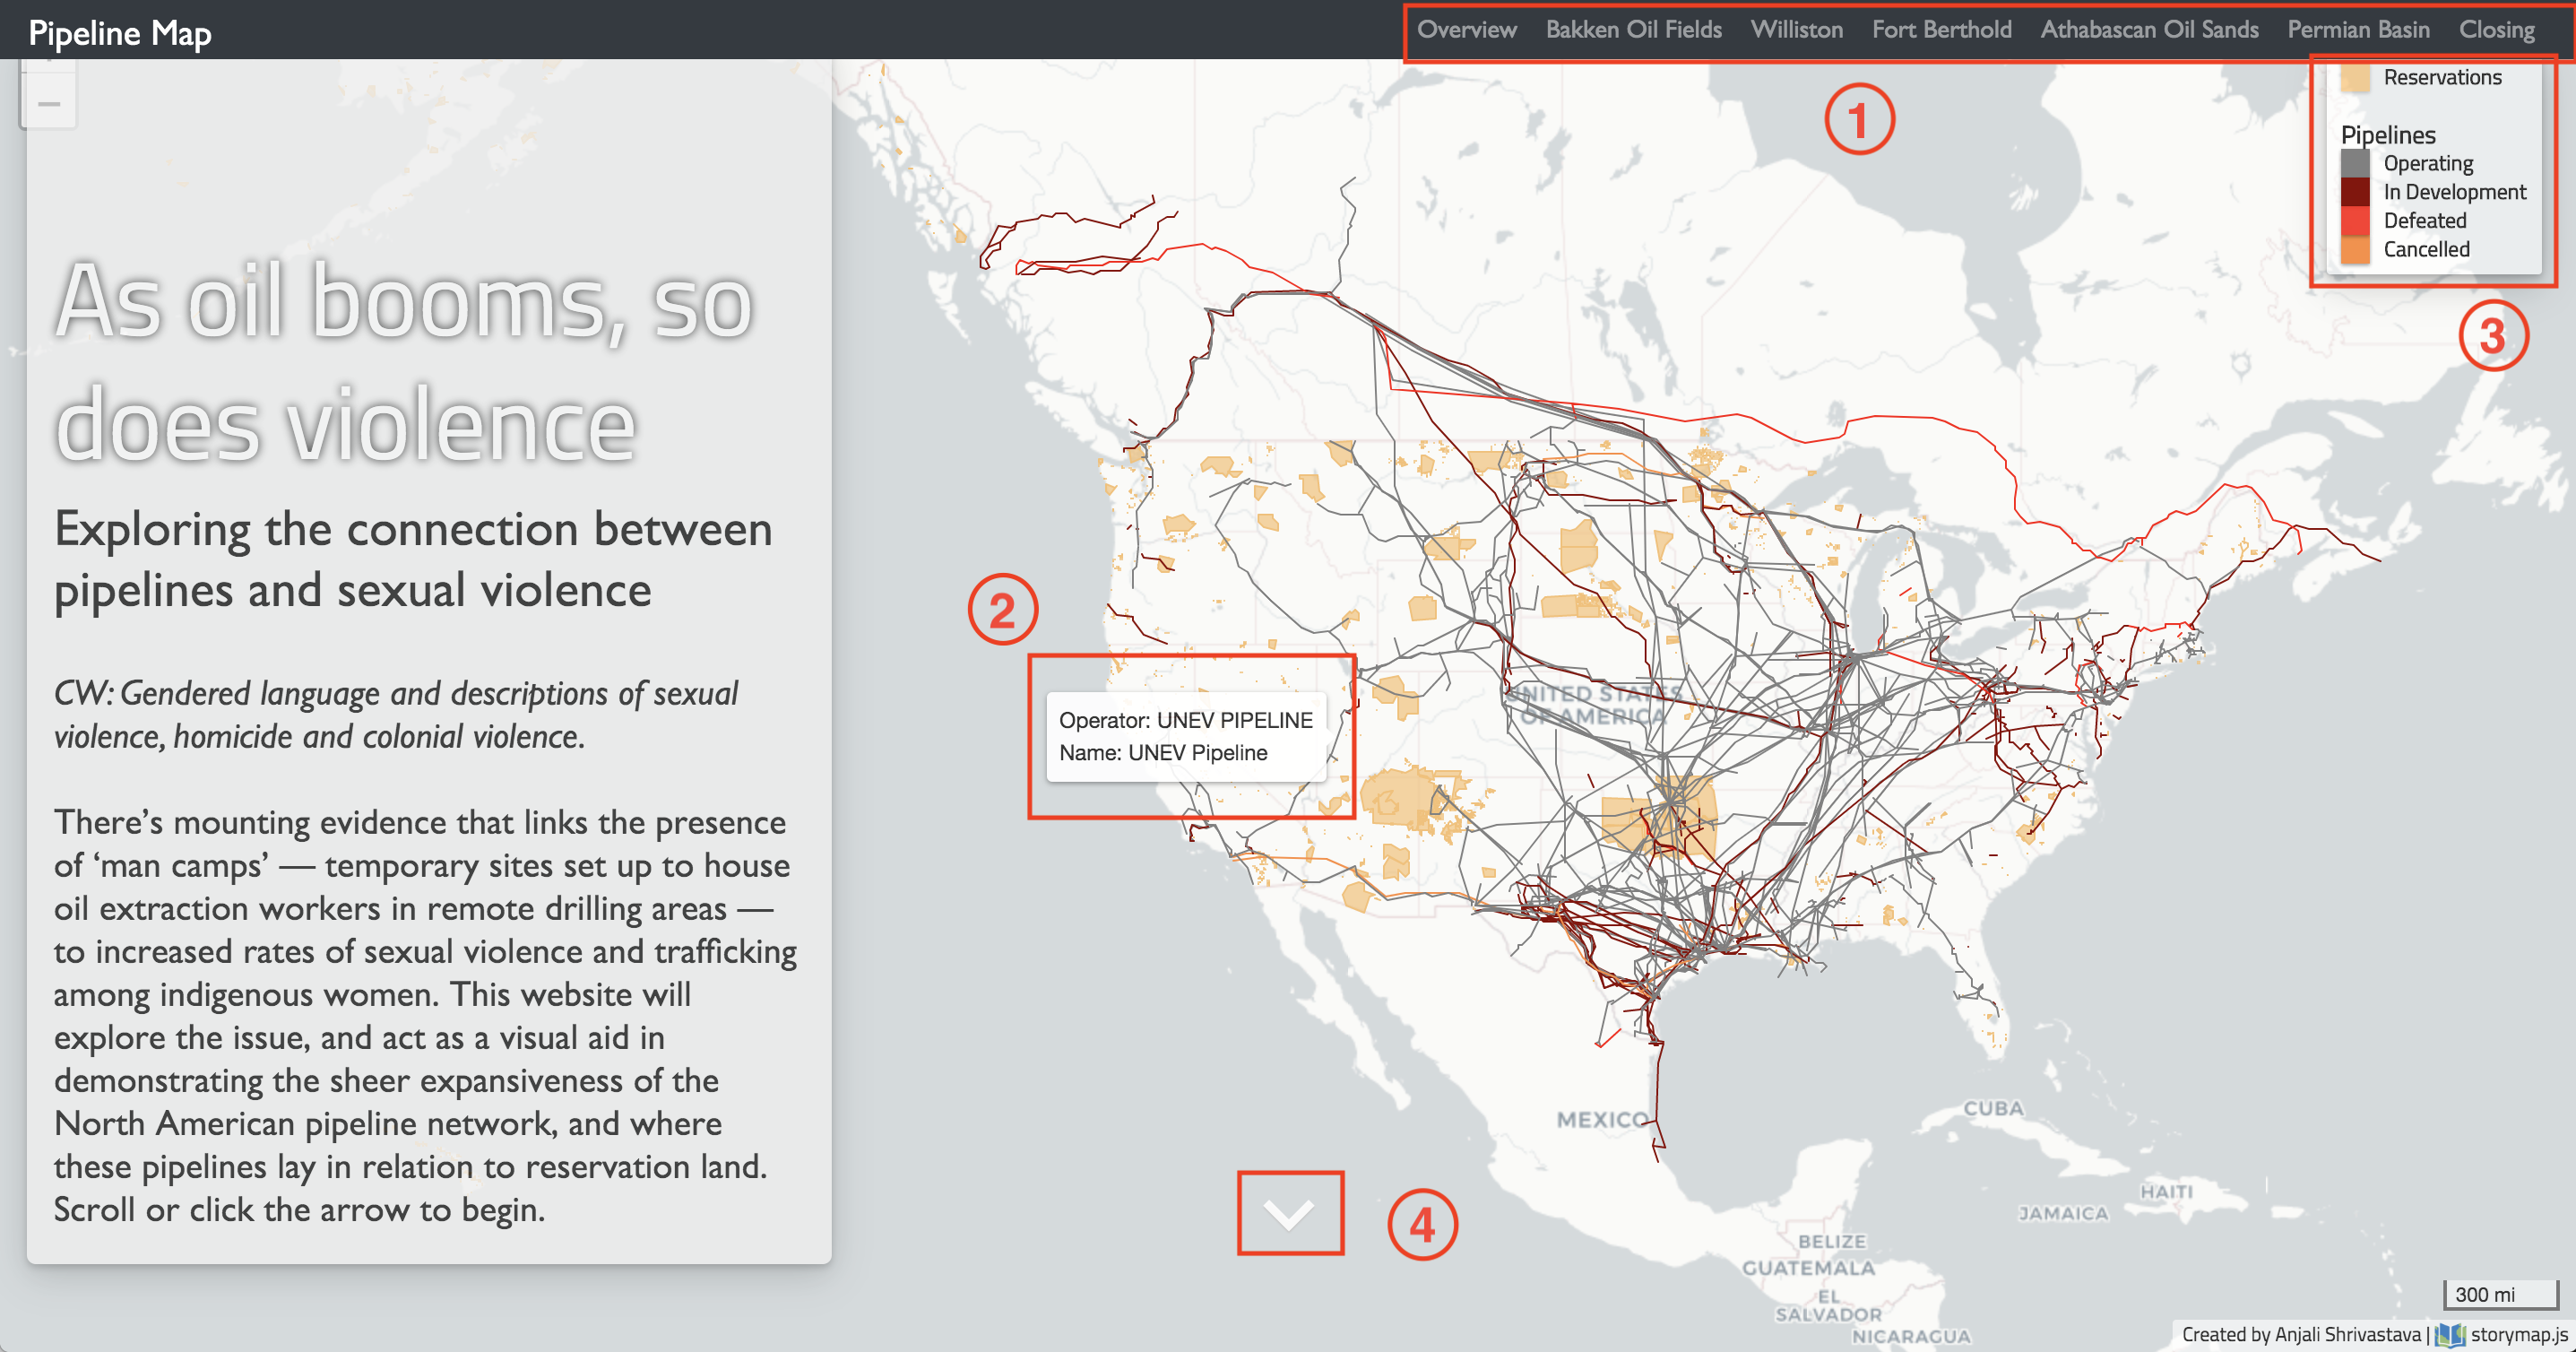 Pipeline Map
Overview Bakken Oil Fields Williston Fort Berthold Athabascan Oil Sands Permian Basin Closing
−
As oil booms, so
does violence
Exploring the connection between
pipelines and sexual violence
CW: Gendered language and descriptions of sexual
violence, homicide and colonial violence.
There’s mounting evidence that links the presence
of ‘man camps’ — temporary sites set up to house
oil extraction workers in remote drilling areas —
to increased rates of sexual violence and trafficking
among indigenous women. This website will
explore the issue, and act as a visual aid in
demonstrating the sheer expansiveness of the
North American pipeline network, and where
these pipelines lay in relation to reservation land.
Scroll or click the arrow to begin.
1
Reservations
Pipelines
Operating
In Development
Defeated
Cancelled
3
2
Operator: UNEV PIPELINE
Name: UNEV Pipeline
UNITED STATES
OF AMERICA
MEXICO
CUBA
HAITI
JAMAICA
BELIZE
GUATEMALA
EL
SALVADOR
NICARAGUA
4
300 mi
Created by Anjali Shrivastava | storymap.js